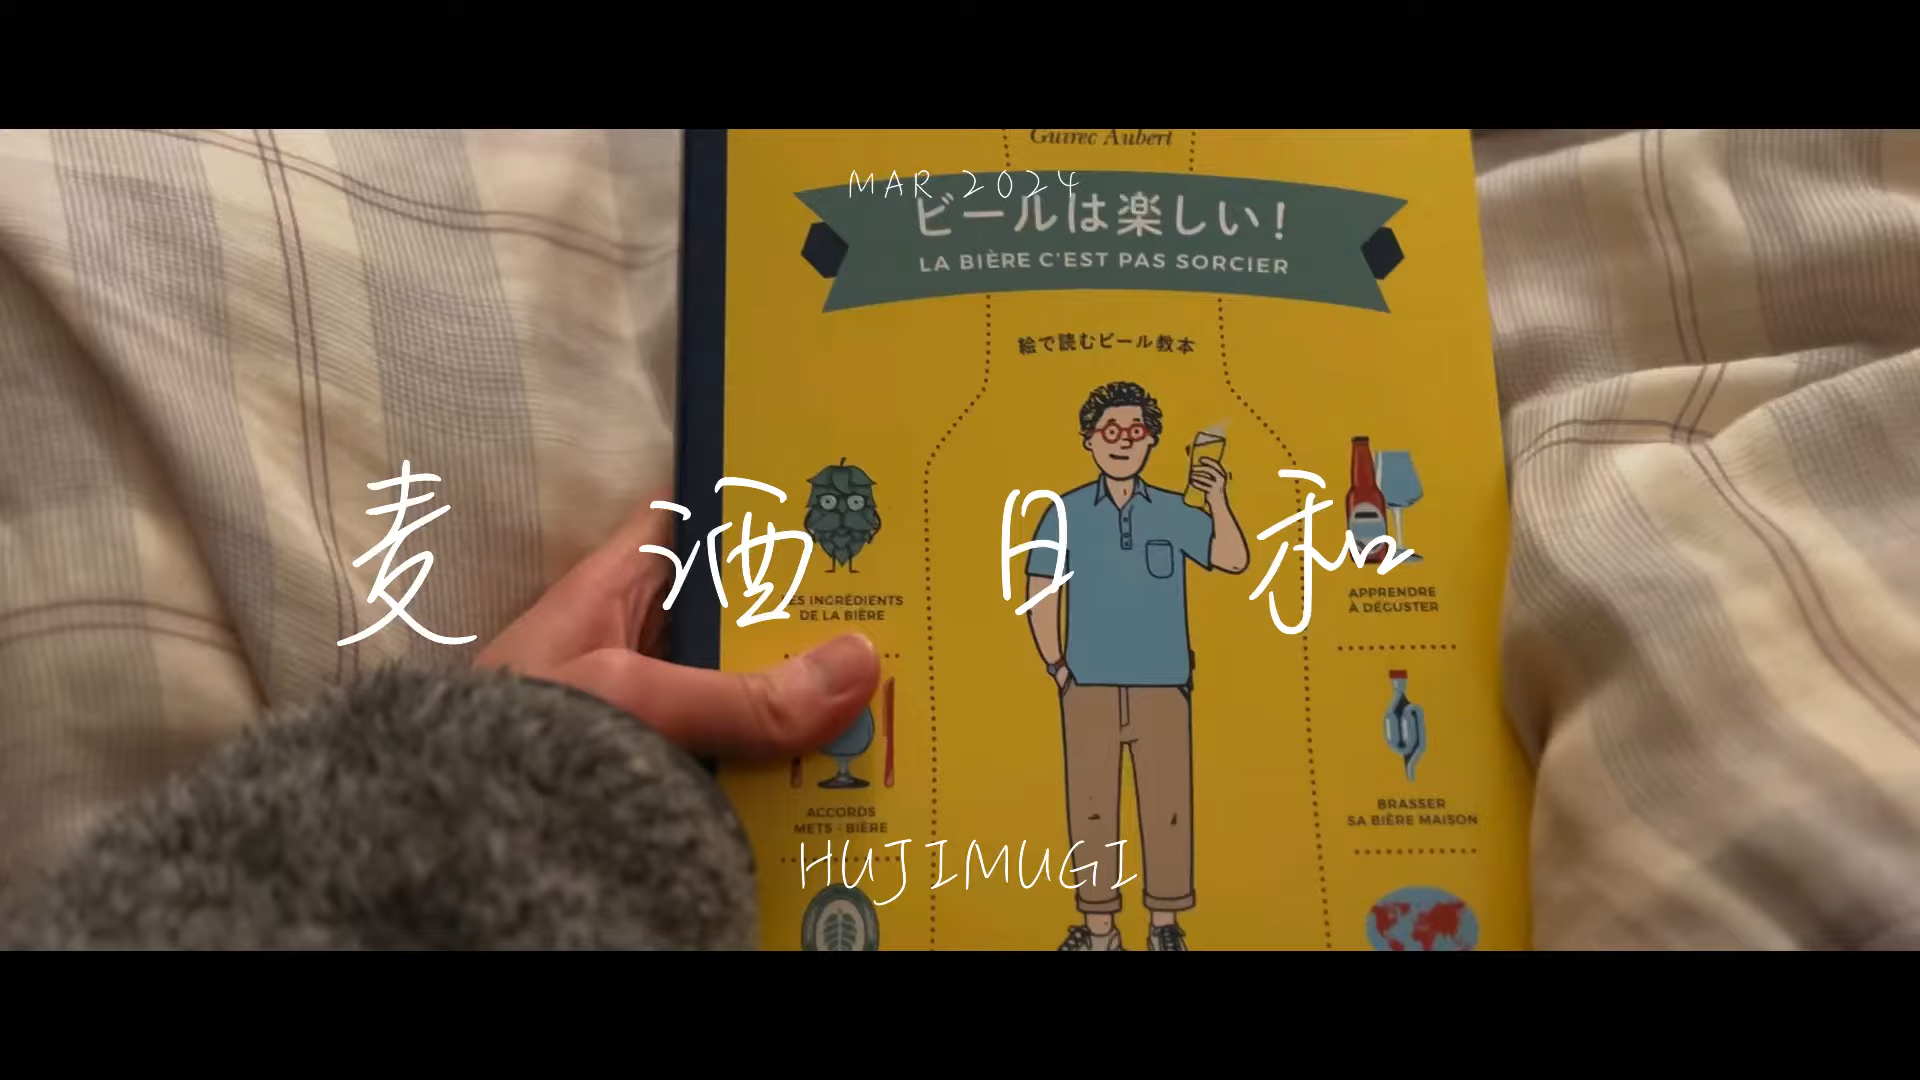 Guirec Aubert
MAR 2024
ビールは楽しい!
LA BIÈRE C'EST PAS SORCIER
絵で読むビール教本
麦酒日和
LES INGRÉDIENTS
DE LA BIÈRE
APPRENDRE
À DÉGUSTER
ACCORDS
METS - BIÈRE
BRASSER
SA BIÈRE MAISON
HUJIMUGI